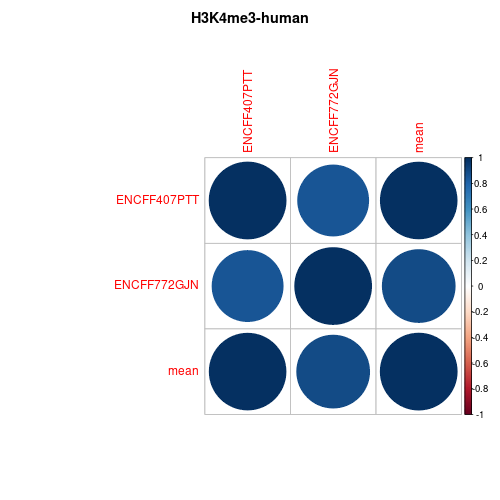 H3K4me3-human
ENCFF407PTT
ENCFF772GJN
mean
ENCFF407PTT
ENCFF772GJN
mean
1
0.8
0.6
0.4
0.2
0
-0.2
-0.4
-0.6
-0.8
-1